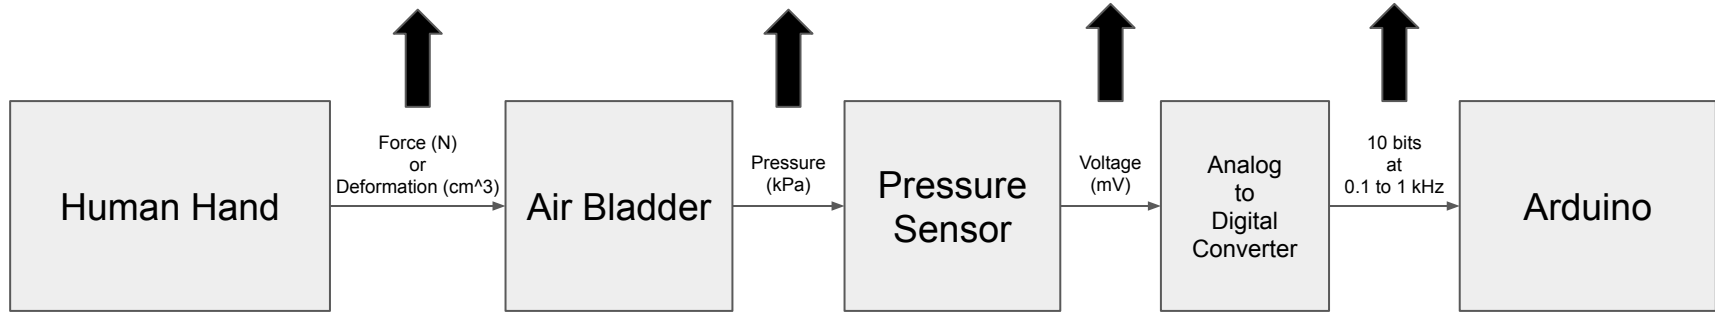 Human Hand
Force (N)
or
Deformation (cm^3)
Air Bladder
Pressure
(kPa)
Pressure
Sensor
Voltage
(mV)
Analog
to
Digital
Converter
10 bits
at
0.1 to 1 kHz
Arduino